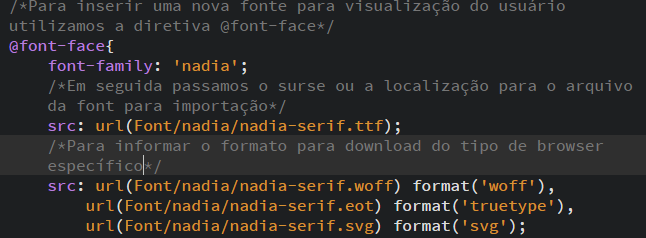 /*Para inserir uma nova fonte para visualização do usuário
utilizamos a diretiva @font-face*/
@font-face{
font-family: 'nadia';
/*Em seguida passamos o surse ou a localização para o arquivo
da font para importação*/
src: url(Font/nadia/nadia-serif.ttf);
/*Para informar o formato para download do tipo de browser
específico*/
src: url(Font/nadia/nadia-serif.woff) format('woff'),
url(Font/nadia/nadia-serif.eot) format('truetype'),
url(Font/nadia/nadia-serif.svg) format('svg');